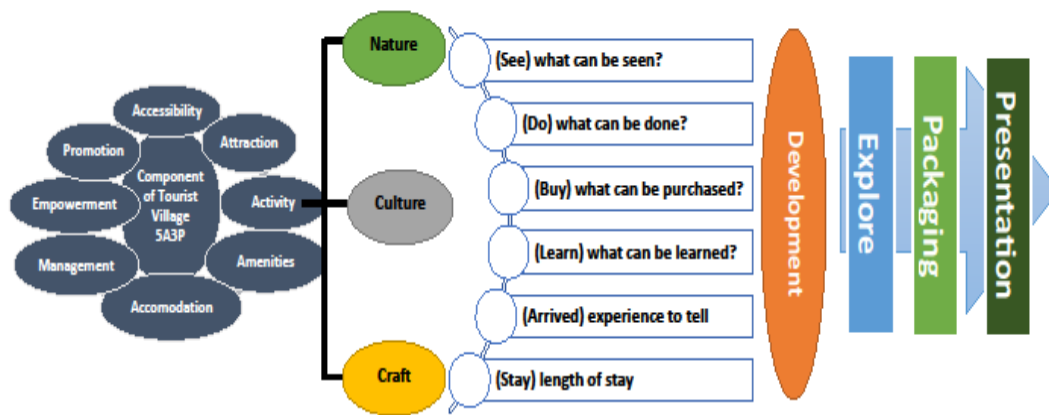 Accessibility
Attraction
Promotion
Component
of Tourist
Village
5A3P
Empowerment
Activity
Management
Amenities
Accomodation
Nature
Culture
Craft
(See) what can be seen?
(Do) what can be done?
(Buy) what can be purchased?
(Learn) what can be learned?
(Arrived) experience to tell
(Stay) length of stay
Development
Explore
Packaging
Presentation